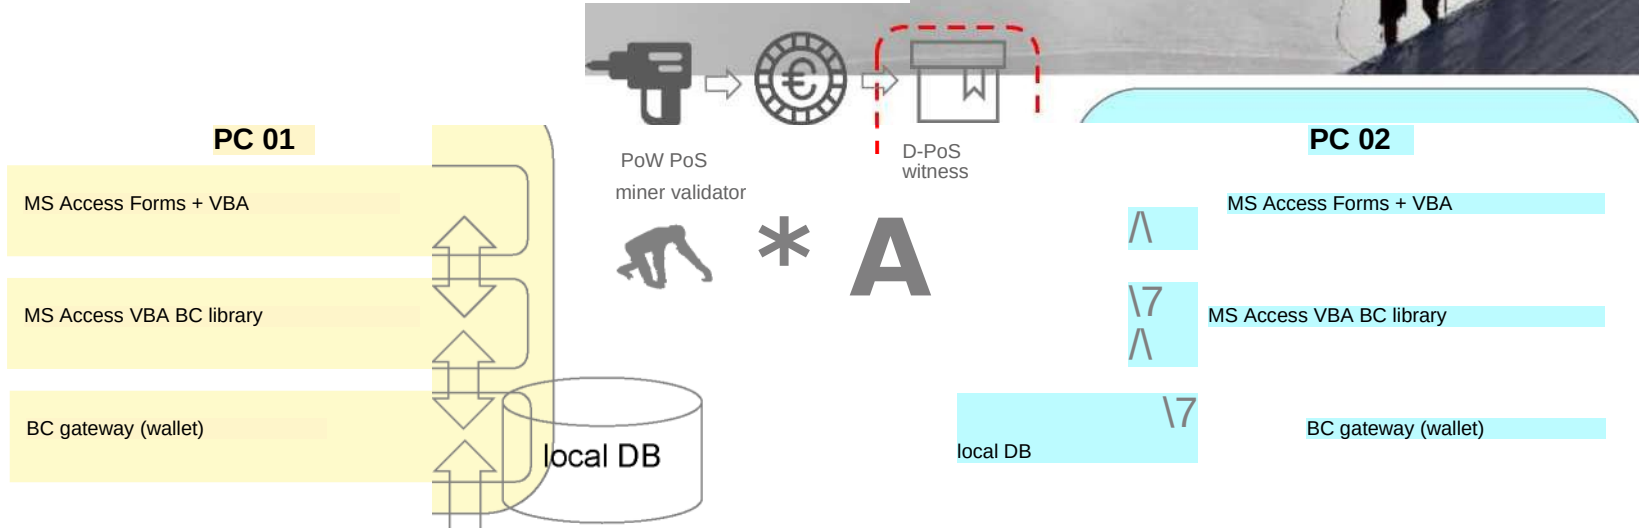 PC 01
MS Access Forms + VBA
MS Access VBA BC library
BC gateway (wallet)
local DB
€
PoW PoS
miner validator
D-PoS
witness
* A
PC 02
/\
MS Access Forms + VBA
\7
/\
MS Access VBA BC library
\7
local DB
BC gateway (wallet)